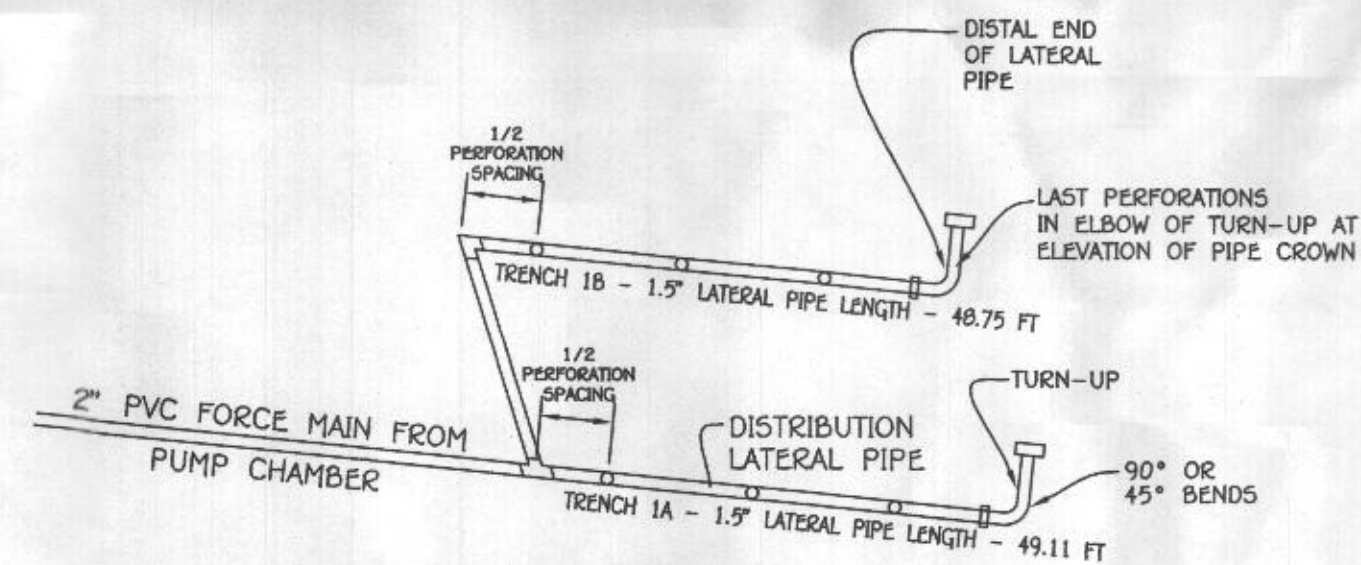 DISTAL END
OF LATERAL
PIPE
1/2
PERFORATION
SPACING
LAST PERFORATIONS
IN ELBOW OF TURN-UP AT
ELEVATION OF PIPE CROWN
TRENCH 1B - 1.5" LATERAL PIPE LENGTH - 48.75 FT
1/2
PERFORATION
SPACING
TURN-UP
2" PVC FORCE MAIN FROM
PUMP CHAMBER
DISTRIBUTION
LATERAL PIPE
90° OR
45° BENDS
TRENCH 1A - 1.5" LATERAL PIPE LENGTH - 49.11 FT